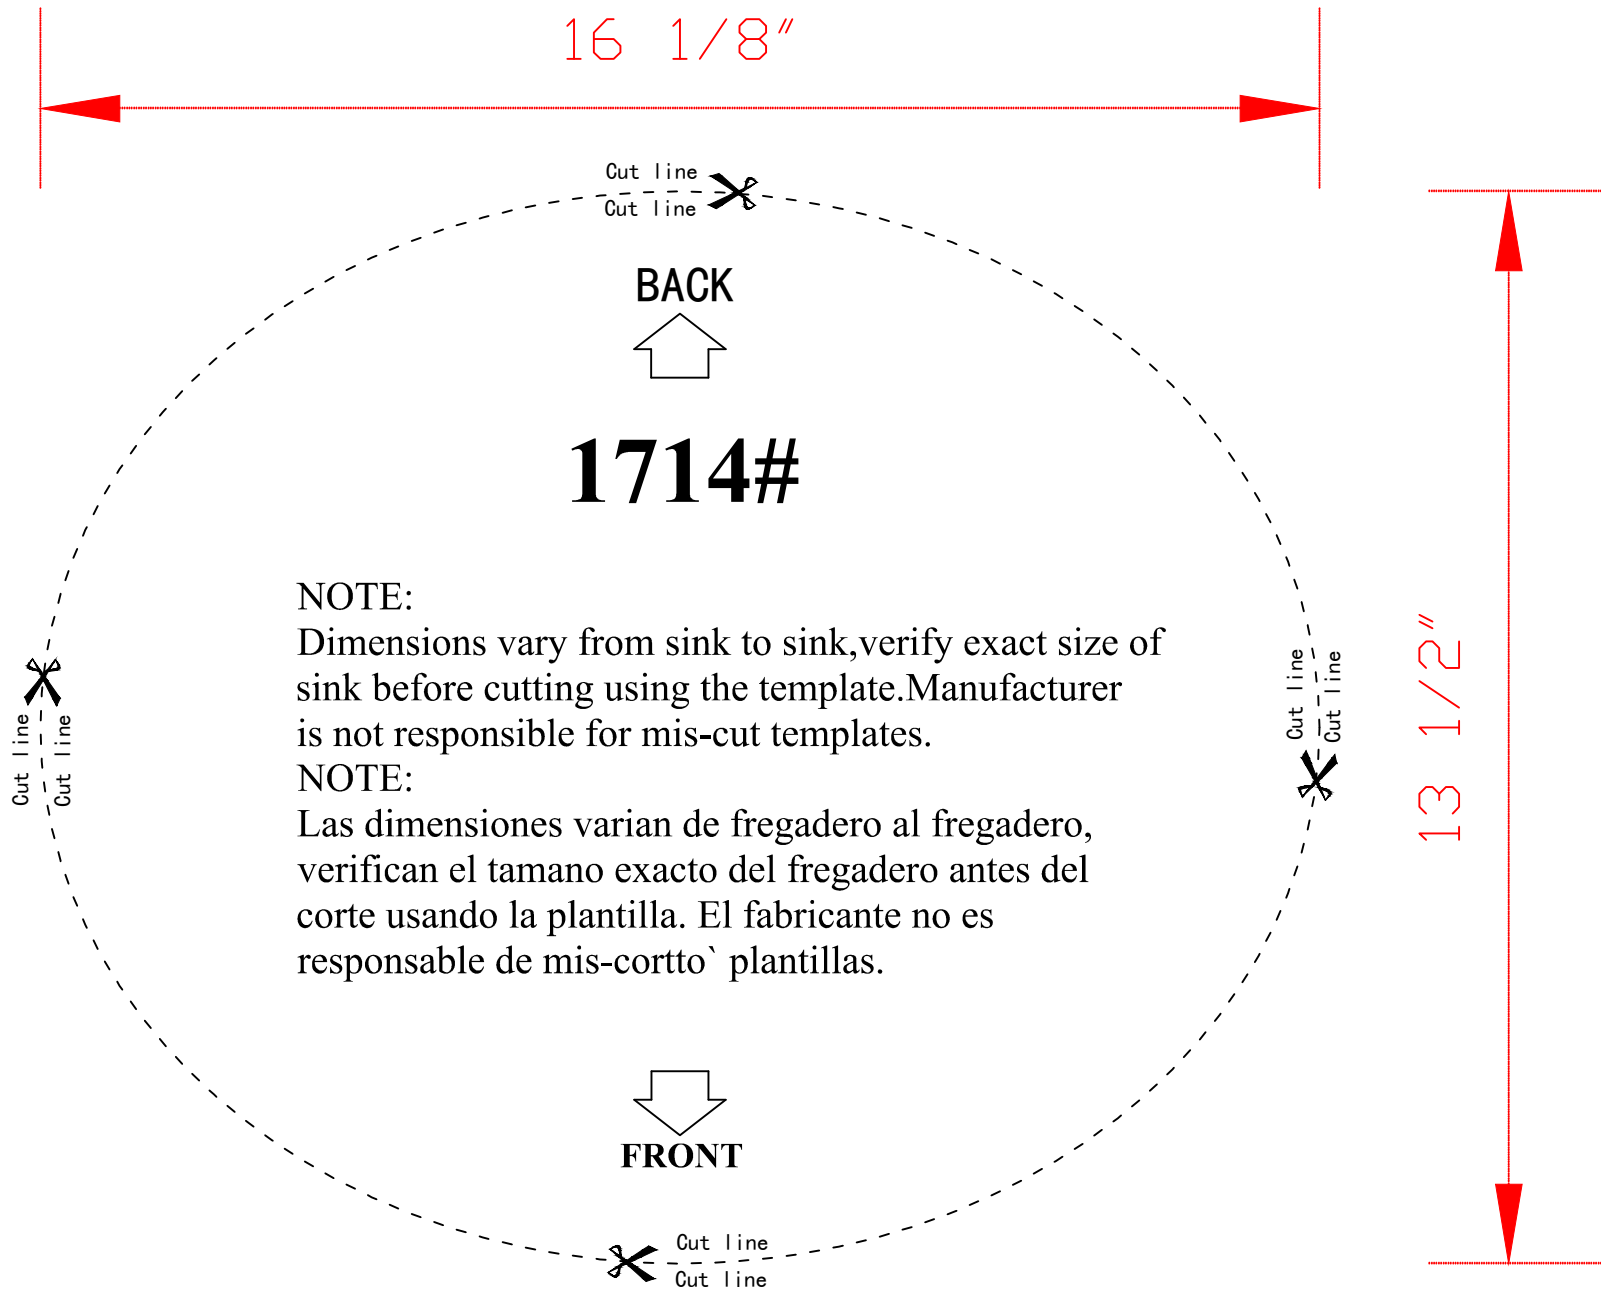 16 1/8"
Cut line
Cut line
BACK
1714#
NOTE:
Dimensions vary from sink to sink,verify exact size of
sink before cutting using the template.Manufacturer
is not responsible for mis-cut templates.
NOTE:
Las dimensiones varian de fregadero al fregadero,
verifican el tamano exacto del fregadero antes del
corte usando la plantilla. El fabricante no es
responsable de mis-cortto` plantillas.
Cut line
Cut line
Cut line
Cut line
13 1/2"
FRONT
Cut line
Cut line